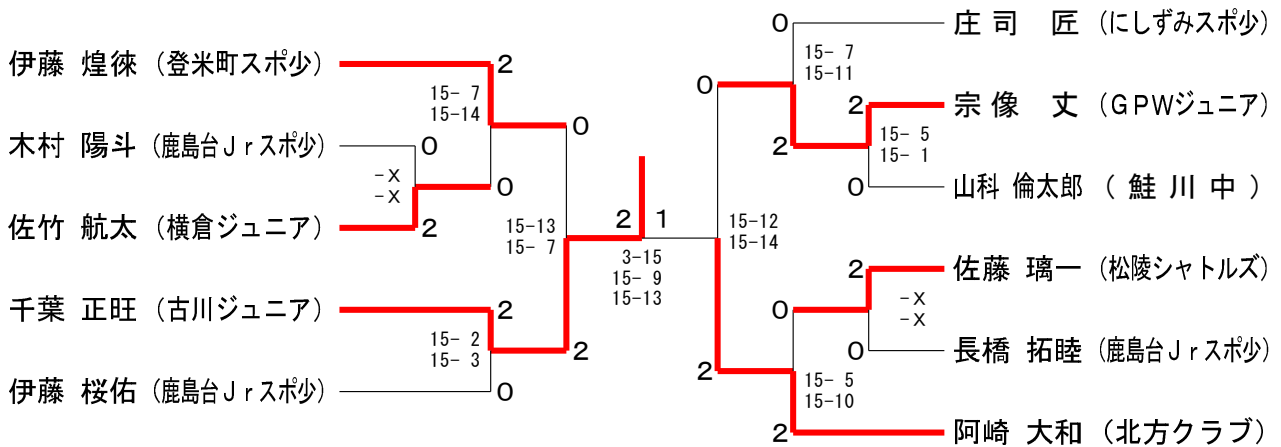 伊藤 煌徠 (登米町スポ少)
木村 陽斗 (鹿島台Ｊｒスポ少)
佐竹 航太 (横倉ジュニア)
千葉 正旺 (古川ジュニア)
伊藤 桜佑 (鹿島台Ｊｒスポ少)
2
15- 7
15-14
0
0
-X
-X
0
2
15-13
15- 7
2
15- 2
15- 3
2
0
2 1
3-15
15- 9
15-13
0
15-12
15-14
2
0
15- 7
15-11
2
2
15- 5
15- 1
0
0
2
-X
-X
0
15- 5
15-10
2
庄司 匠 (にしずみスポ少)
宗像 丈 (ＧＰＷジュニア)
山科 倫太郎 (鮭川中)
佐藤 璃一 (松陵シャトルズ)
長橋 拓睦 (鹿島台Ｊｒスポ少)
阿崎 大和 (北方クラブ)